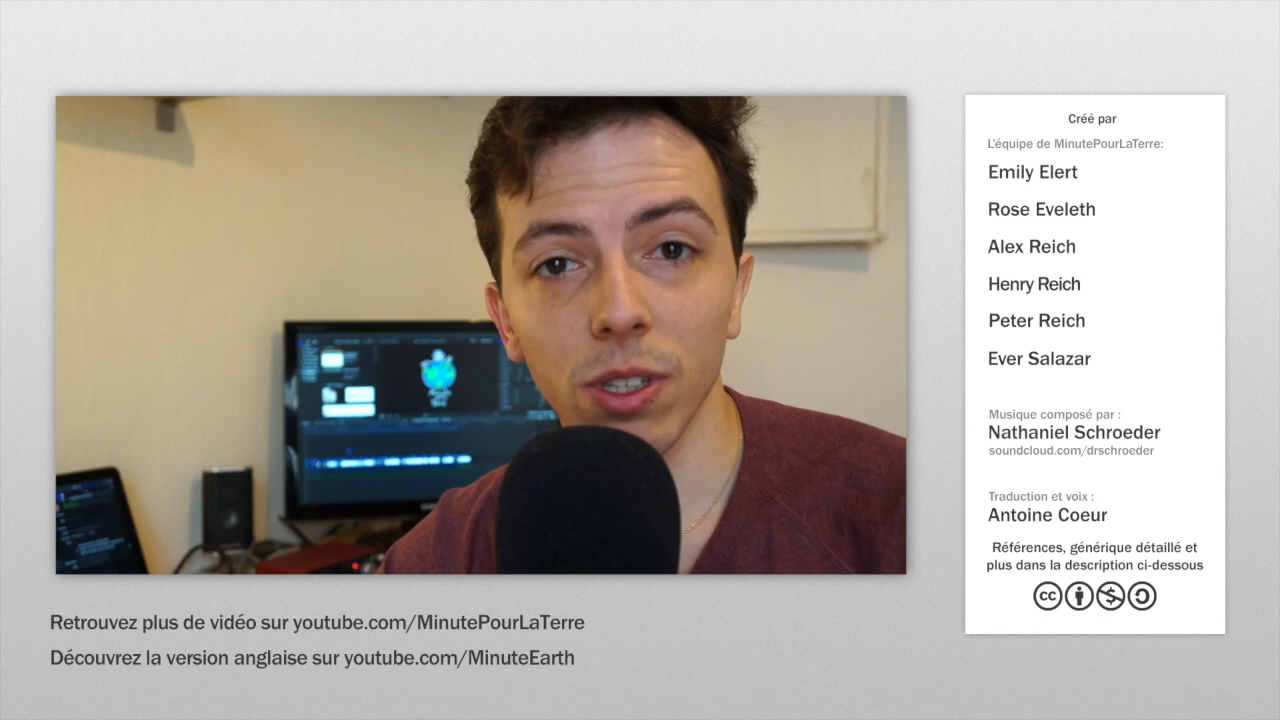 Créé par
L'équipe de MinutePourLaTerre:
Emily Elert
Rose Eveleth
Alex Reich
Henry Reich
Peter Reich
Ever Salazar
Musique composé par :
Nathaniel Schroeder
soundcloud.com/drschroeder
Traduction et voix :
Antoine Coeur
Références, générique détaillé et
plus dans la description ci-dessous
cc
Retrouvez plus de vidéo sur youtube.com/MinutePourLaTerre
Découvrez la version anglaise sur youtube.com/MinuteEarth